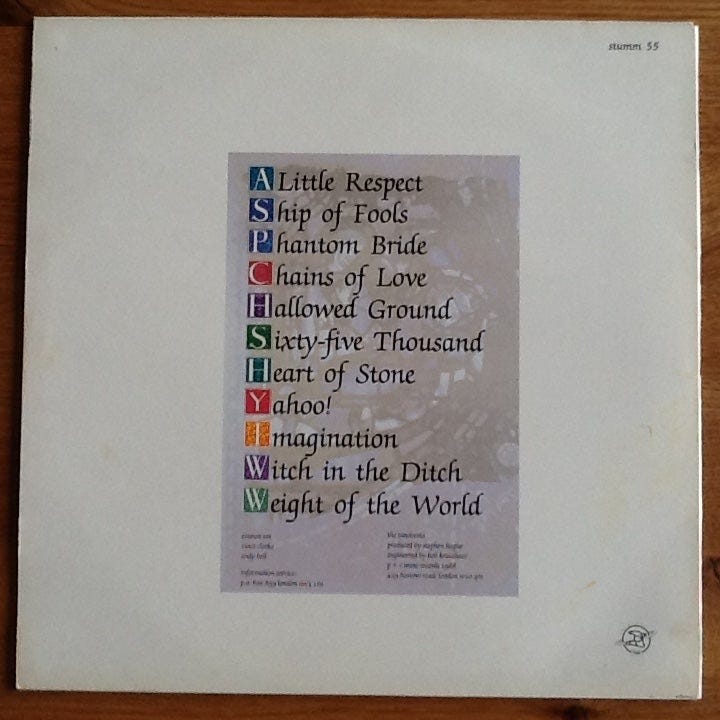 stumm 55
A Little Respect
Ship of Fools
Phantom Bride
Chains of Love
Hallowed Ground
Sixty-five Thousand
Heart of Stone
Yahoo!
Imagination
Witch in the Ditch
Weight of the World
vince clarke
andy bell
the innocents
produced by stephen hague
information service: